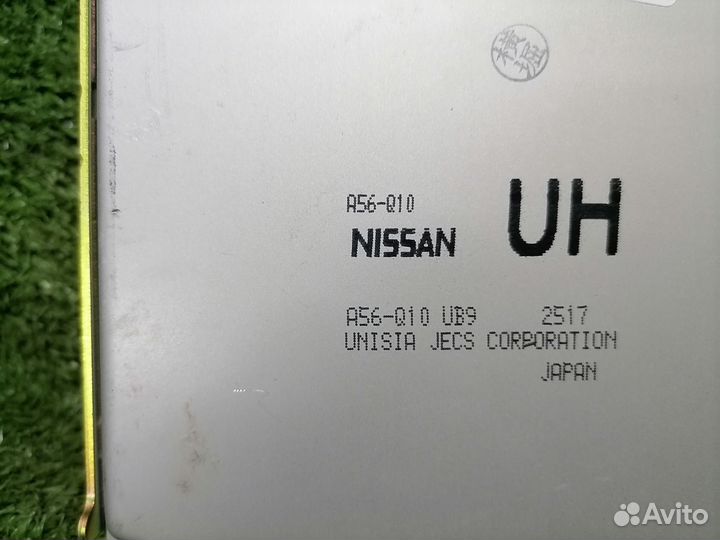 A56-Q10
NISSAN UH
A56-Q10 UB9 2517
UNISIA JECS CORPORATION
JAPAN
Avito